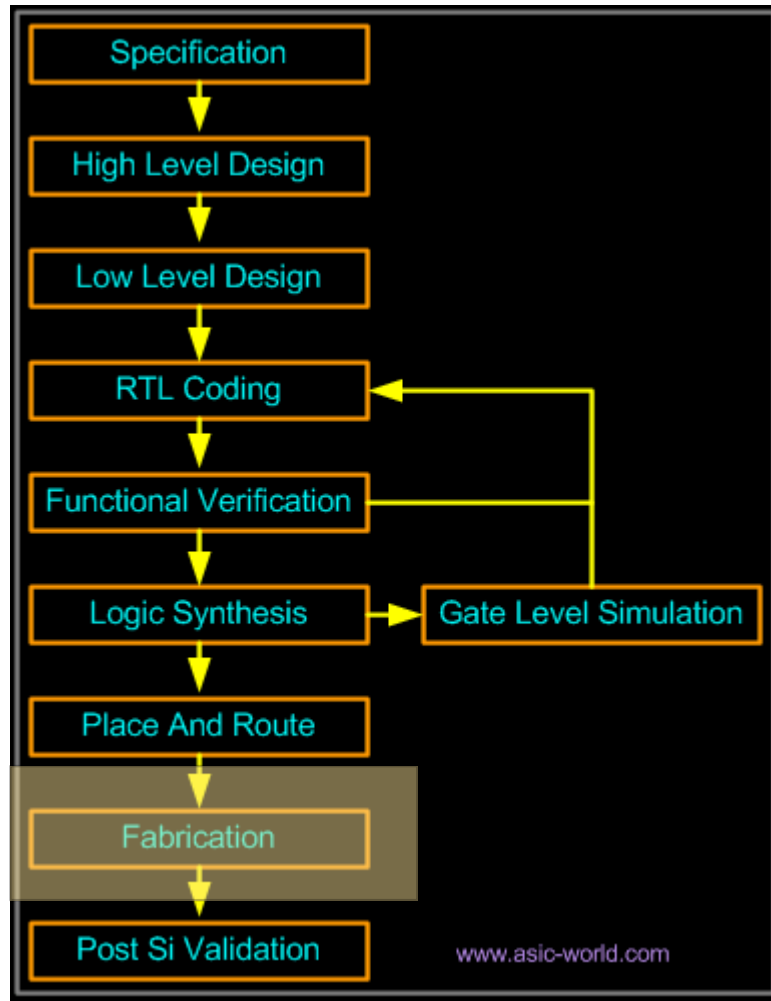 Specification
High Level Design
Low Level Design
RTL Coding
Functional Verification
Logic Synthesis
Gate Level Simulation
Place And Route
Fabrication
Post Si Validation
www.asic-world.com